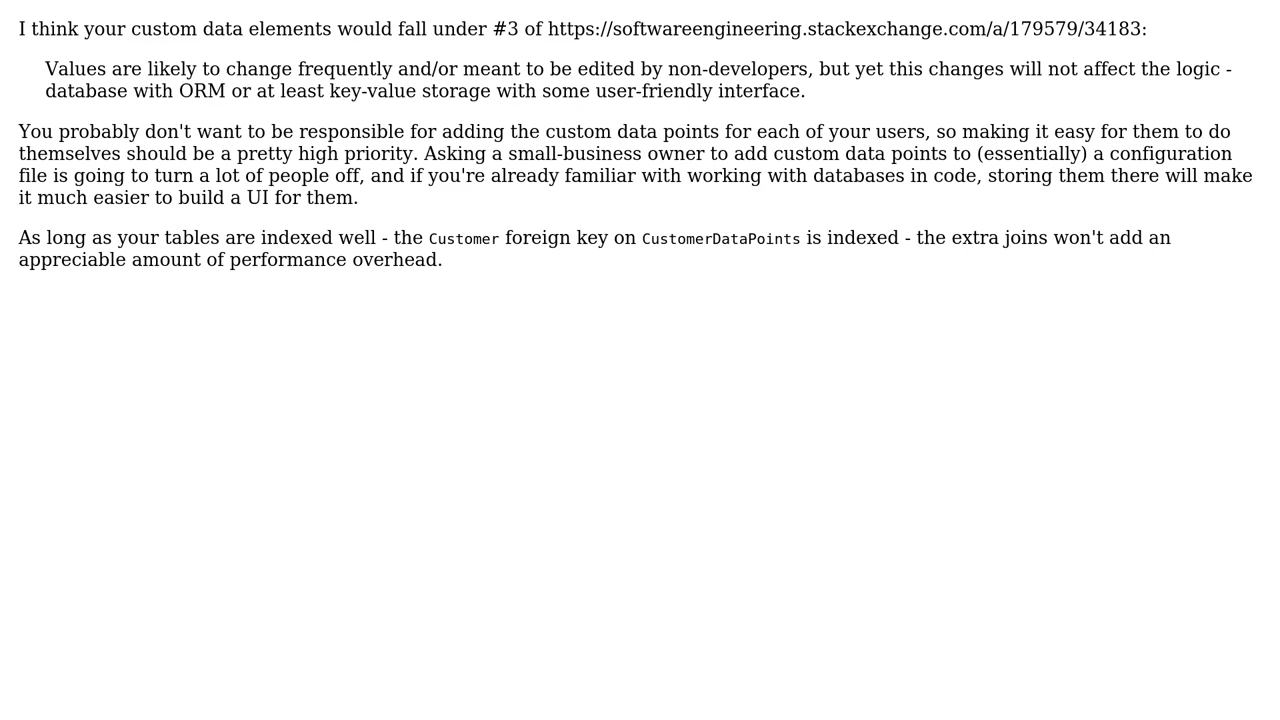 I think your custom data elements would fall under #3 of https://softwareengineering.stackexchange.com/a/179579/34183:
Values are likely to change frequently and/or meant to be edited by non-developers, but yet this changes will not affect the logic -
database with ORM or at least key-value storage with some user-friendly interface.
You probably don't want to be responsible for adding the custom data points for each of your users, so making it easy for them to do
themselves should be a pretty high priority. Asking a small-business owner to add custom data points to (essentially) a configuration
file is going to turn a lot of people off, and if you're already familiar with working with databases in code, storing them there will make
it much easier to build a UI for them.
As long as your tables are indexed well - the Customer foreign key on CustomerDataPoints is indexed - the extra joins won't add an
appreciable amount of performance overhead.